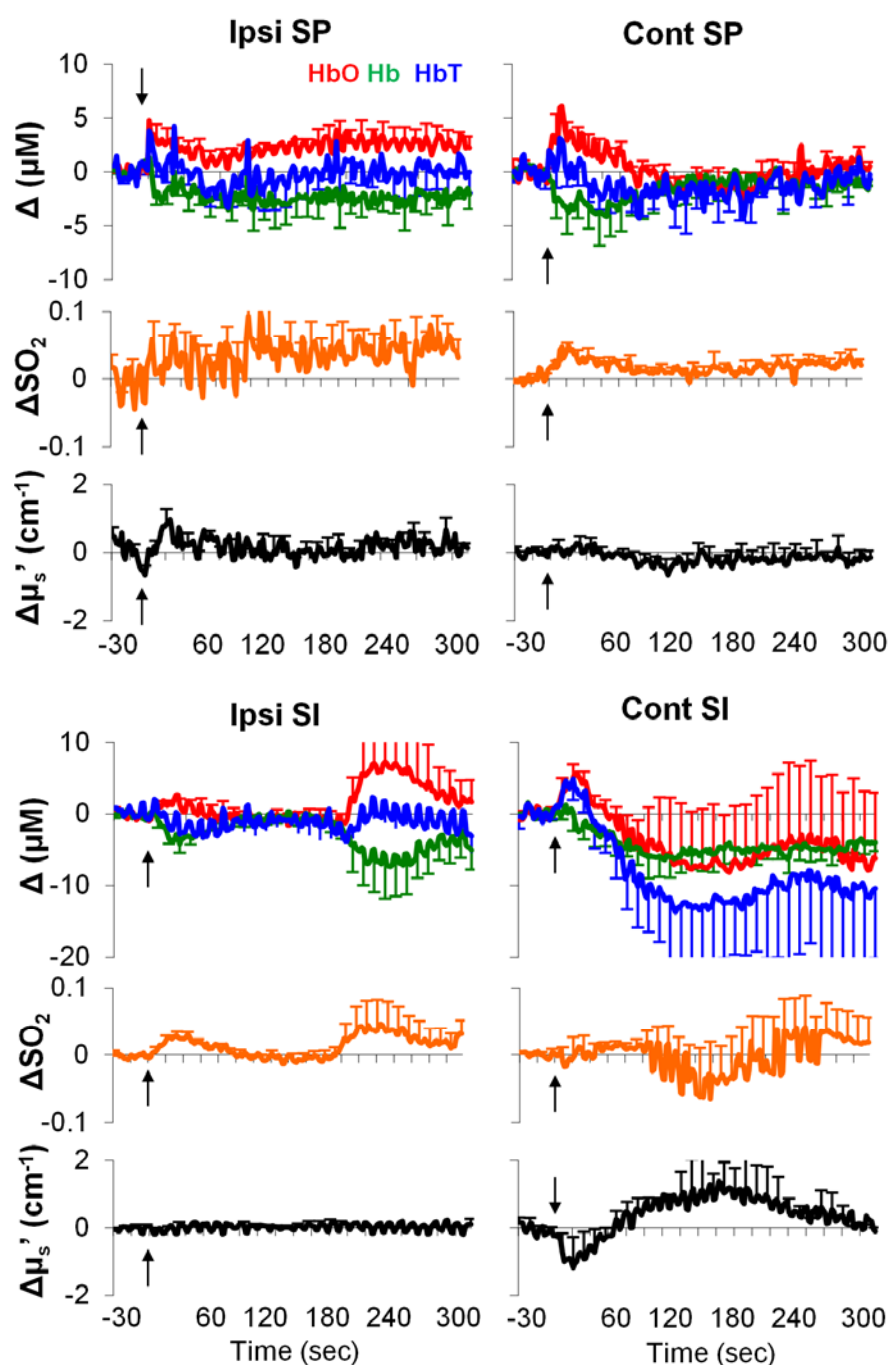 Ipsi SP Cont SP
HbO Hb HbT
10
5
0
-5
-10
Δ (µM)
0.1
0
-0.1
ΔSO₂
2
0
-2
Δµₛ' (cm⁻¹)
-30 60 120 180 240 300 -30 60 120 180 240 300
Ipsi SI Cont SI
10
0
-10
-20
Δ (µM)
0.1
0
-0.1
ΔSO₂
2
0
-2
Δµₛ' (cm⁻¹)
-30 60 120 180 240 300 -30 60 120 180 240 300
Time (sec) Time (sec)